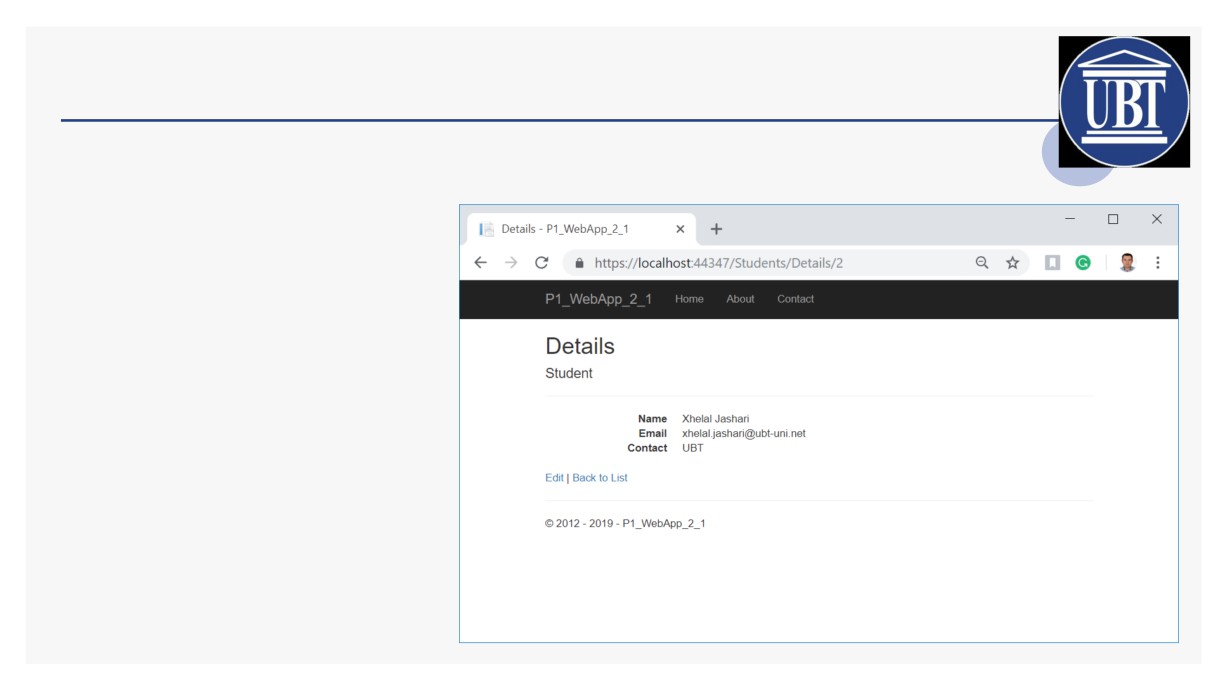 UBT
Details - P1_WebApp_2_1
https://localhost:44347/Students/Details/2
P1_WebApp_2_1 Home About Contact
Details
Student
Name Xhelal Jashari
Email xhelal.jashari@ubt-uni.net
Contact UBT
Edit | Back to List
© 2012 - 2019 - P1_WebApp_2_1